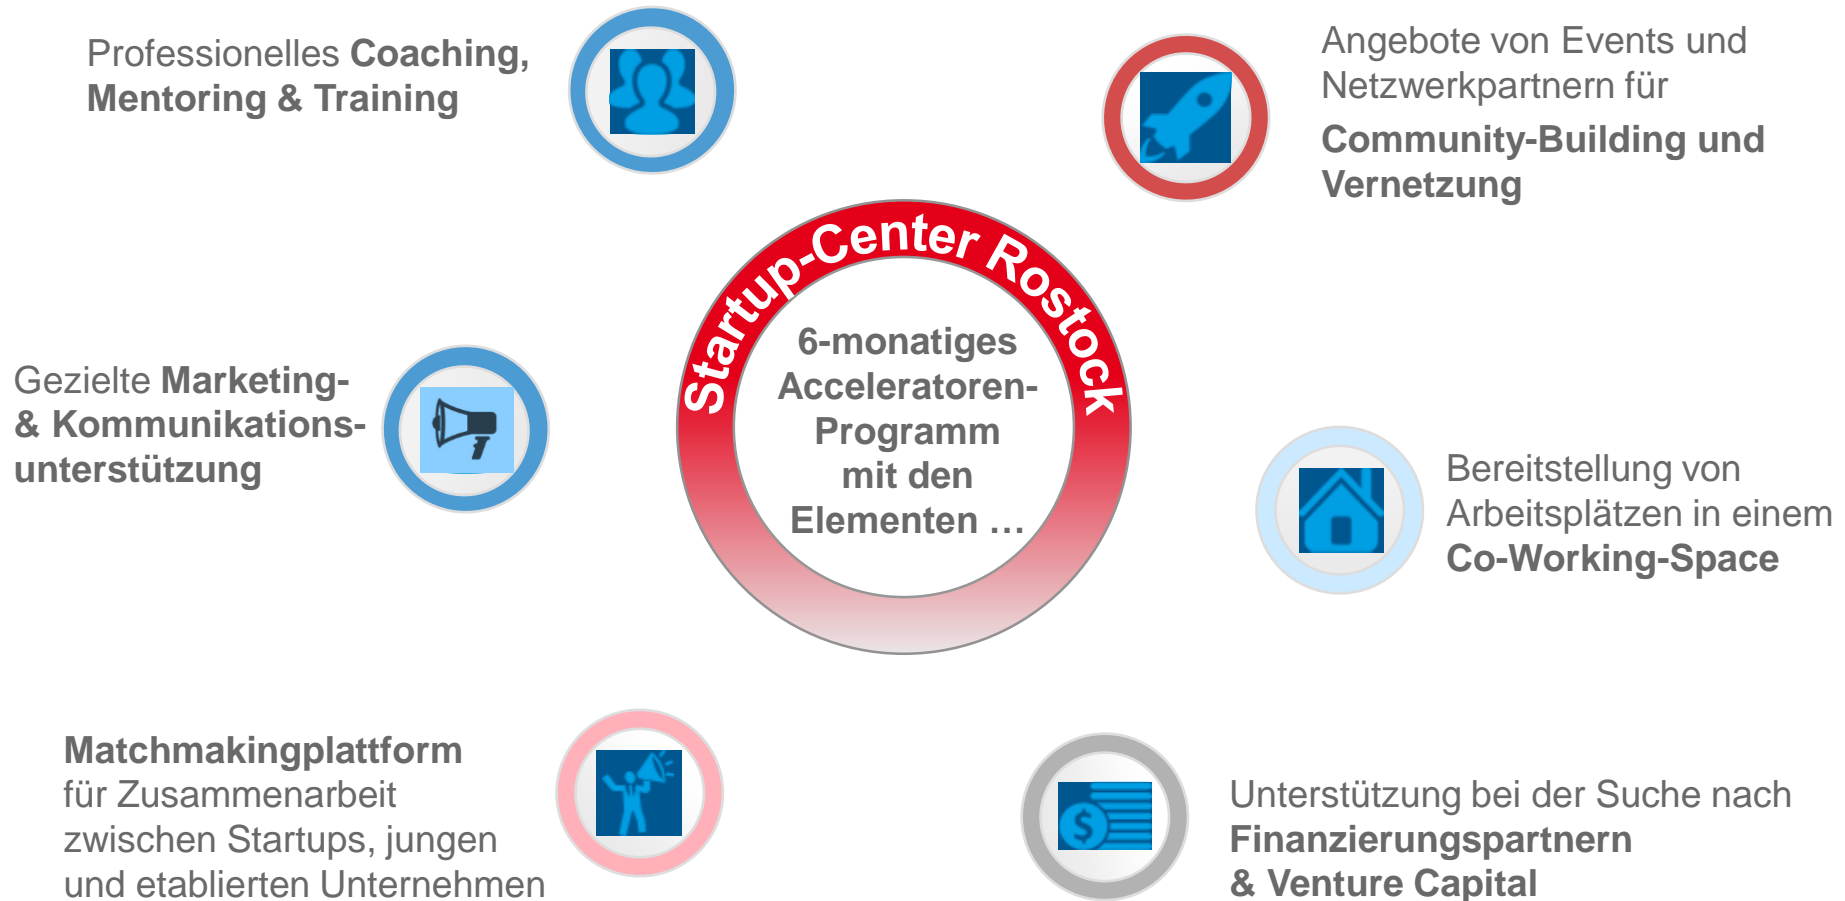 Professionelles Coaching,
Mentoring & Training
Angebote von Events und
Netzwerkpartnern für
Community-Building und
Vernetzung
Startup-Center Rostock
6-monatiges
Acceleratoren-
Programm
mit den
Elementen …
Gezielte Marketing-
& Kommunikations-
unterstützung
Bereitstellung von
Arbeitsplätzen in einem
Co-Working-Space
Matchmakingplattform
für Zusammenarbeit
zwischen Startups, jungen
und etablierten Unternehmen
$
Unterstützung bei der Suche nach
Finanzierungspartnern
& Venture Capital